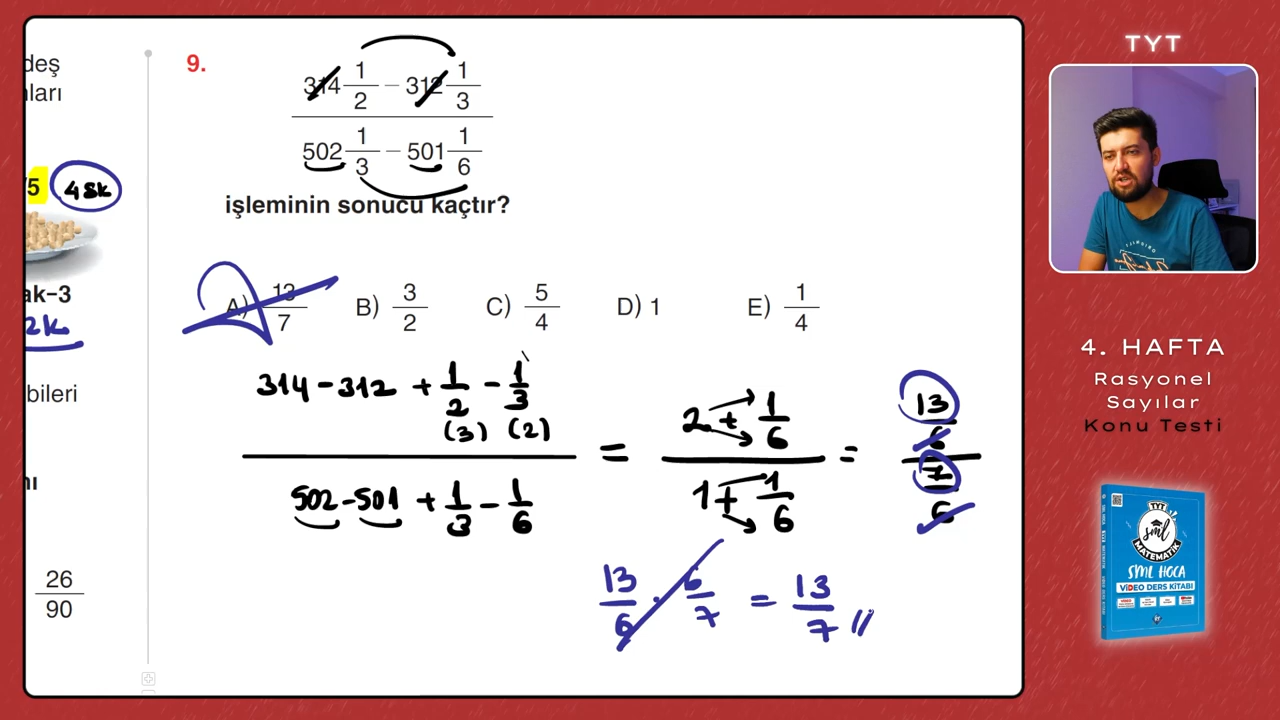 TYT
deş
ları
9.
314 1/2 − 312 1/3
502 1/3 − 501 1/6
/5 48k
işleminin sonucu kaçtır?
A) 13/7 B) 3/2 C) 5/4 D) 1 E) 1/4
ak-3
2k
bileri
314-312 + 1/2 - 1/3
(3) (2)
502-501 + 1/3 - 1/6
=
2 + 1/6
1 + 1/6
=
13/6
7/6
13/6 · 6/7 = 13/7 //
26
90
4. HAFTA
Rasyonel
Sayılar
Konu Testi
TYT
sml
MATEMATİK
SML HOCA
VİDEO DERS KİTABI